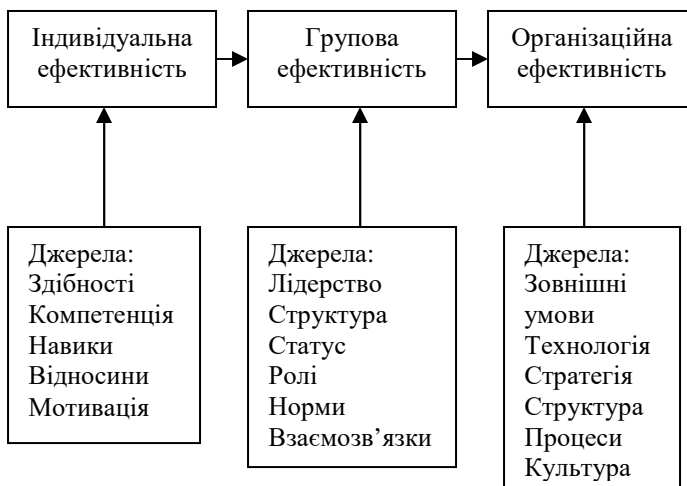 Індивідуальна
ефективність
Групова
ефективність
Організаційна
ефективність
Джерела:
Здібності
Компетенція
Навики
Відносини
Мотивація
Джерела:
Лідерство
Структура
Статус
Ролі
Норми
Взаємозв’язки
Джерела:
Зовнішні
умови
Технологія
Стратегія
Структура
Процеси
Культура